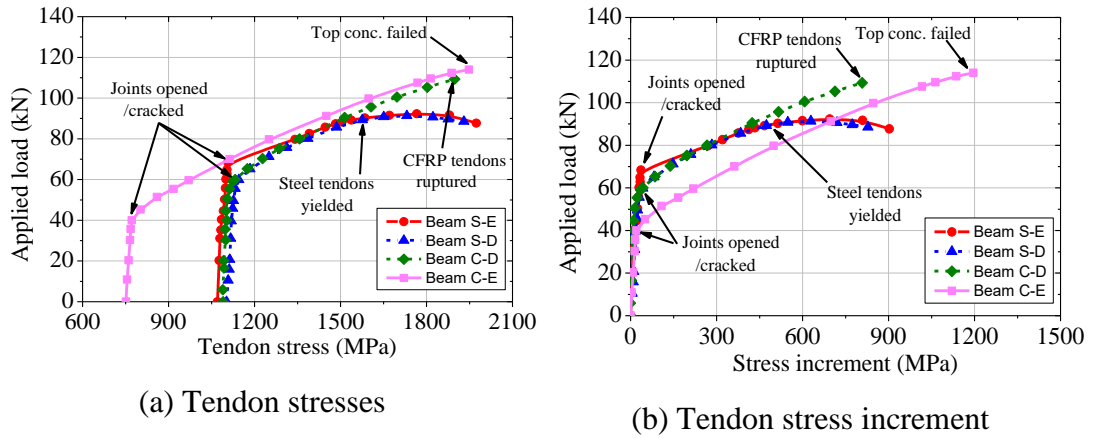 140
120
100
80
60
40
20
0
600
900
1200
1500
1800
2100
Applied load (kN)
Tendon stress (MPa)
Top conc. failed
Joints opened
/cracked
CFRP tendons
ruptured
Steel tendons
yielded
Beam S-E
Beam S-D
Beam C-D
Beam C-E
(a) Tendon stresses
140
120
100
80
60
40
20
0
0
300
600
900
1200
1500
Applied load (kN)
Stress increment (MPa)
CFRP tendons
ruptured
Top conc. failed
Joints opened
/cracked
Steel tendons
yielded
Joints opened
/cracked
Beam S-E
Beam S-D
Beam C-D
Beam C-E
(b) Tendon stress increment